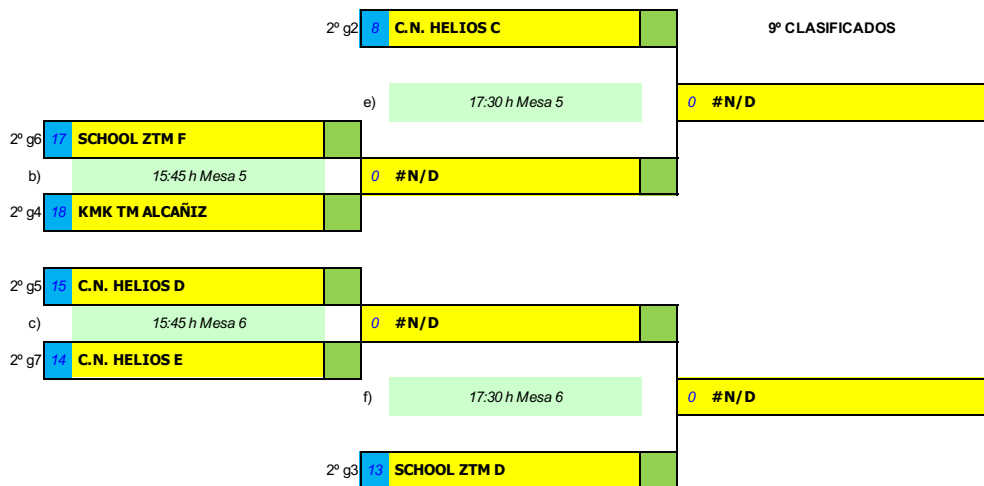 2º g2 8 C.N. HELIOS C 9º CLASIFICADOS
e) 17:30 h Mesa 5 0 #N/D
2º g6 17 SCHOOL ZTM F
b) 15:45 h Mesa 5 0 #N/D
2º g4 18 KMK TM ALCAÑIZ
2º g5 15 C.N. HELIOS D
c) 15:45 h Mesa 6 0 #N/D
2º g7 14 C.N. HELIOS E
f) 17:30 h Mesa 6 0 #N/D
2º g3 13 SCHOOL ZTM D